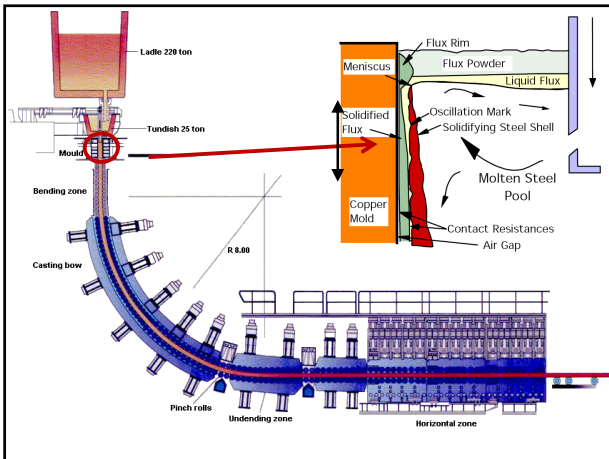 Ladle 220 ton
Tundish 25 ton
Mould
Bending zone
Casting bow
R 8.00
Pinch rolls
Undending zone
Horizontal zone
Flux Rim
Flux Powder
Meniscus
Liquid Flux
Solidified
Flux
Oscillation Mark
Solidifying Steel Shell
Molten Steel
Pool
Copper
Mold
Contact Resistances
Air Gap